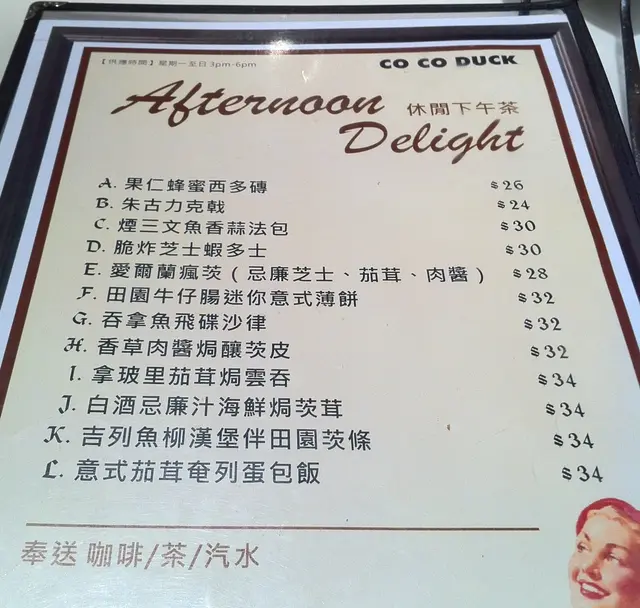 【供應時間】星期一至日 3pm-6pm
CO CO DUCK
Afternoon 休閒下午茶
Delight
A. 果仁蜂蜜西多磚 $26
B. 朱古力克戟 $24
C. 煙三文魚香蒜法包 $30
D. 脆炸芝士蝦多士 $30
E. 愛爾蘭瘋茨(忌廉芝士、茄茸、肉醬) $28
F. 田園牛仔腸迷你意式薄餅 $32
G. 吞拿魚飛碟沙律 $32
H. 香草肉醬焗釀茨皮 $32
I. 拿玻里茄茸焗雲吞 $34
J. 白酒忌廉汁海鮮焗茨茸 $34
K. 吉列魚柳漢堡伴田園茨條 $34
L. 意式茄茸奄列蛋包飯 $34
奉送 咖啡/茶/汽水